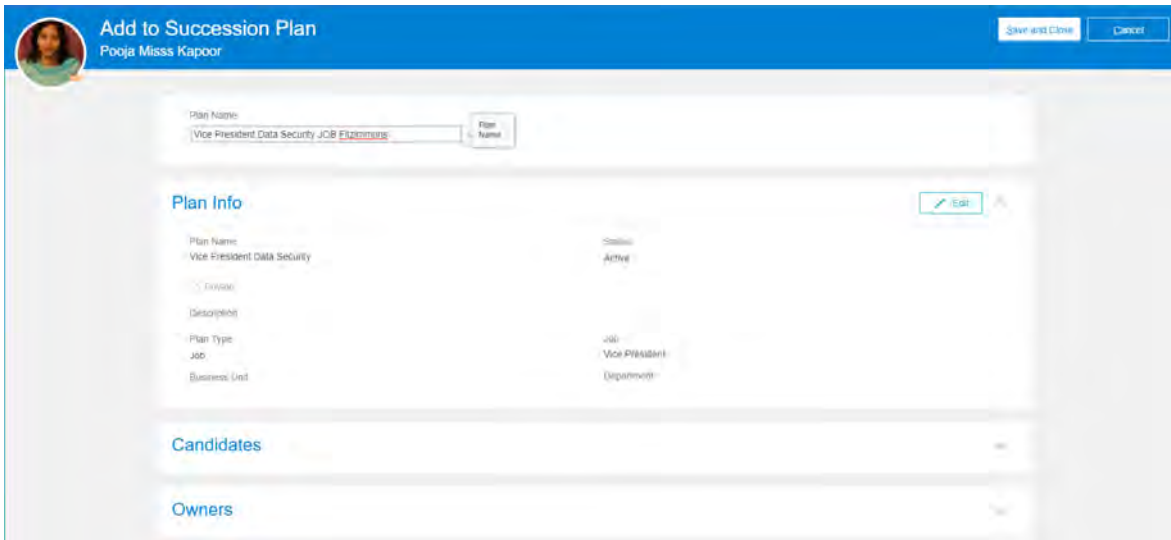 Add to Succession Plan
Pooja Misss Kapoor
Save and Close
Cancel
Plan Name
Vice President Data Security JOB Fitzimmons
Plan
Name
Plan Info
Edit
Plan Name
Status
Vice President Data Security
Active
Private
Description
Plan Type
Job
Job
Vice President
Business Unit
Department
Candidates
Owners